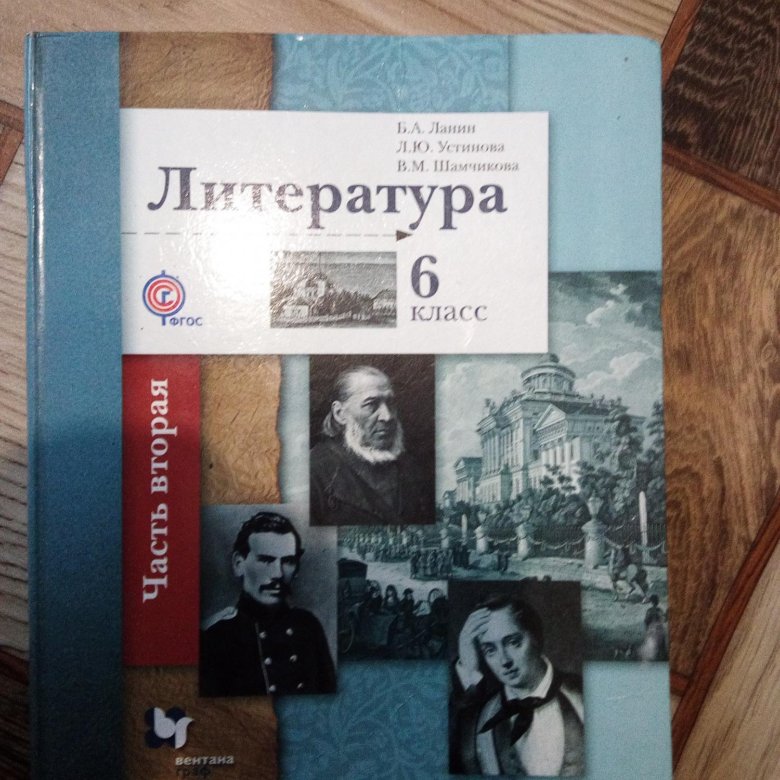 Б.А. Ланин
Л.Ю. Устинова
В.М. Шамчикова
Литература
6
класс
ФГОС
Часть вторая
вентана
граф